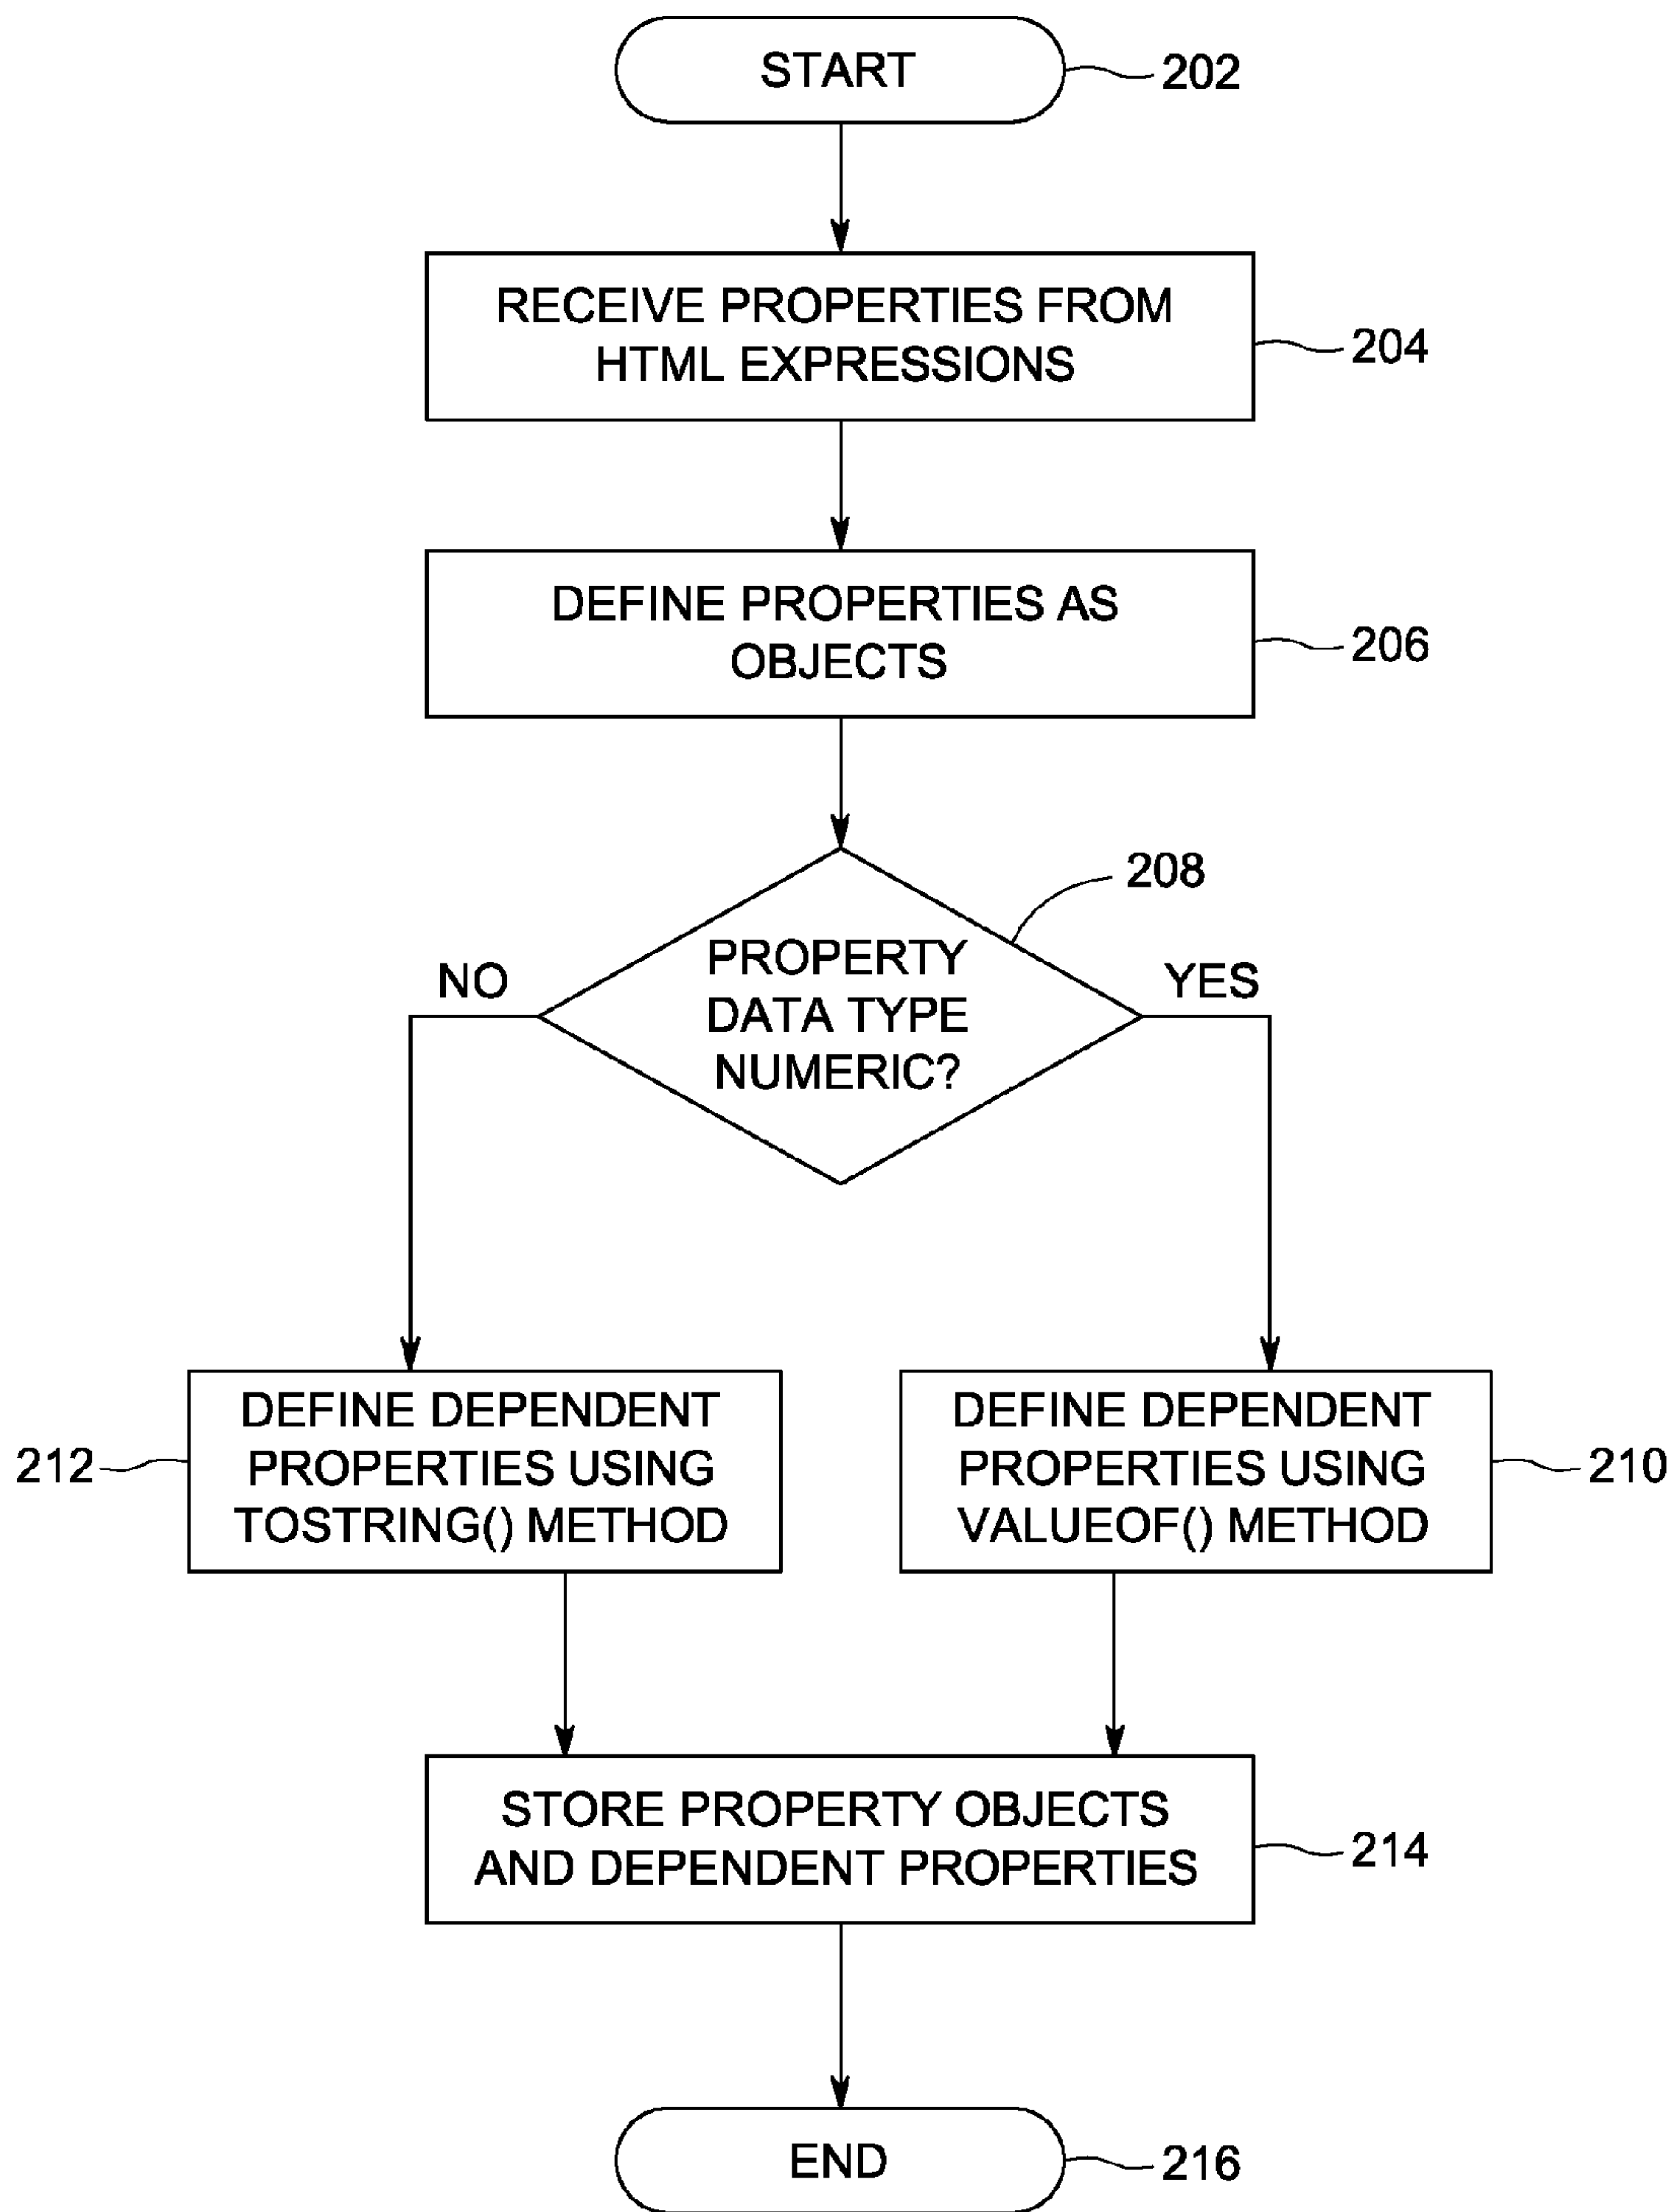 START
202
RECEIVE PROPERTIES FROM
HTML EXPRESSIONS
204
DEFINE PROPERTIES AS
OBJECTS
206
208
PROPERTY
DATA TYPE
NUMERIC?
NO
YES
DEFINE DEPENDENT
PROPERTIES USING
TOSTRING() METHOD
212
DEFINE DEPENDENT
PROPERTIES USING
VALUEOF() METHOD
210
STORE PROPERTY OBJECTS
AND DEPENDENT PROPERTIES
214
END
216